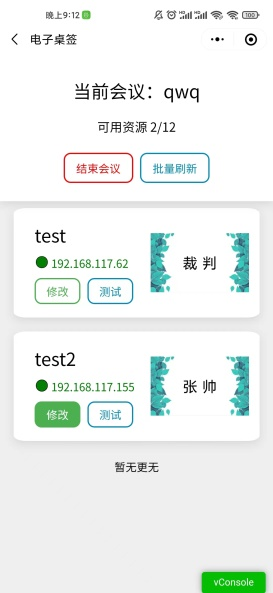 晚上9:12
100
电子桌签
当前会议：qwq
可用资源 2/12
结束会议 批量刷新
test
192.168.117.62
修改 测试
裁 判
test2
192.168.117.155
修改 测试
张 帅
暂无更无
vConsole